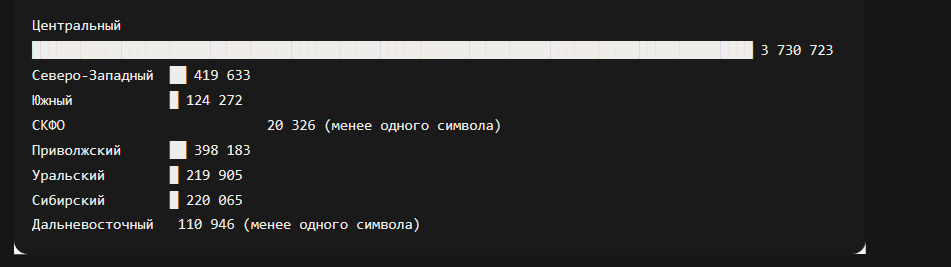 Центральный
3 730 723
Северо-Западный 419 633
Южный 124 272
СКФО 20 326 (менее одного символа)
Приволжский 398 183
Уральский 219 905
Сибирский 220 065
Дальневосточный 110 946 (менее одного символа)